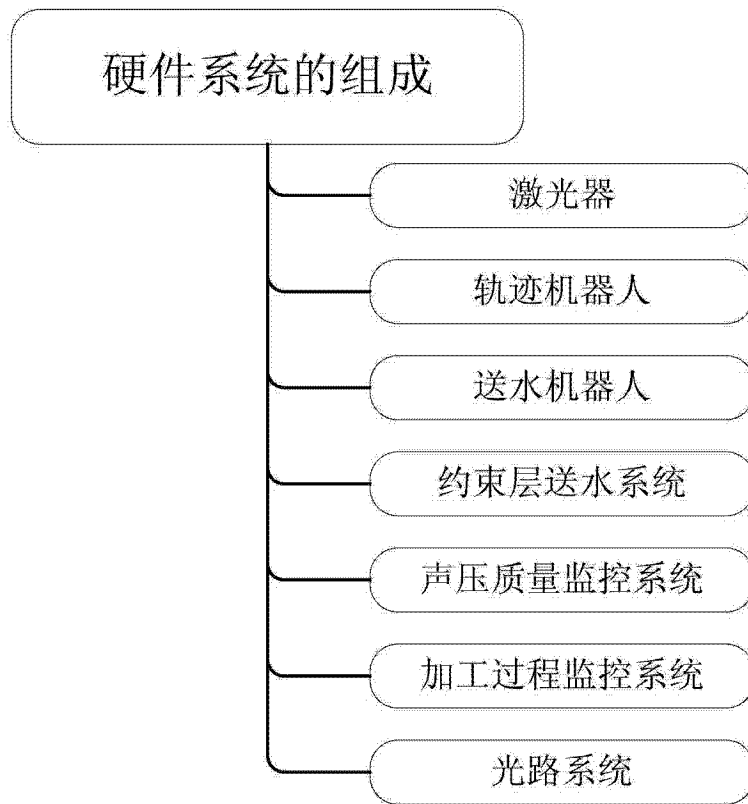 硬件系统的组成
激光器
轨迹机器人
送水机器人
约束层送水系统
声压质量监控系统
加工过程监控系统
光路系统